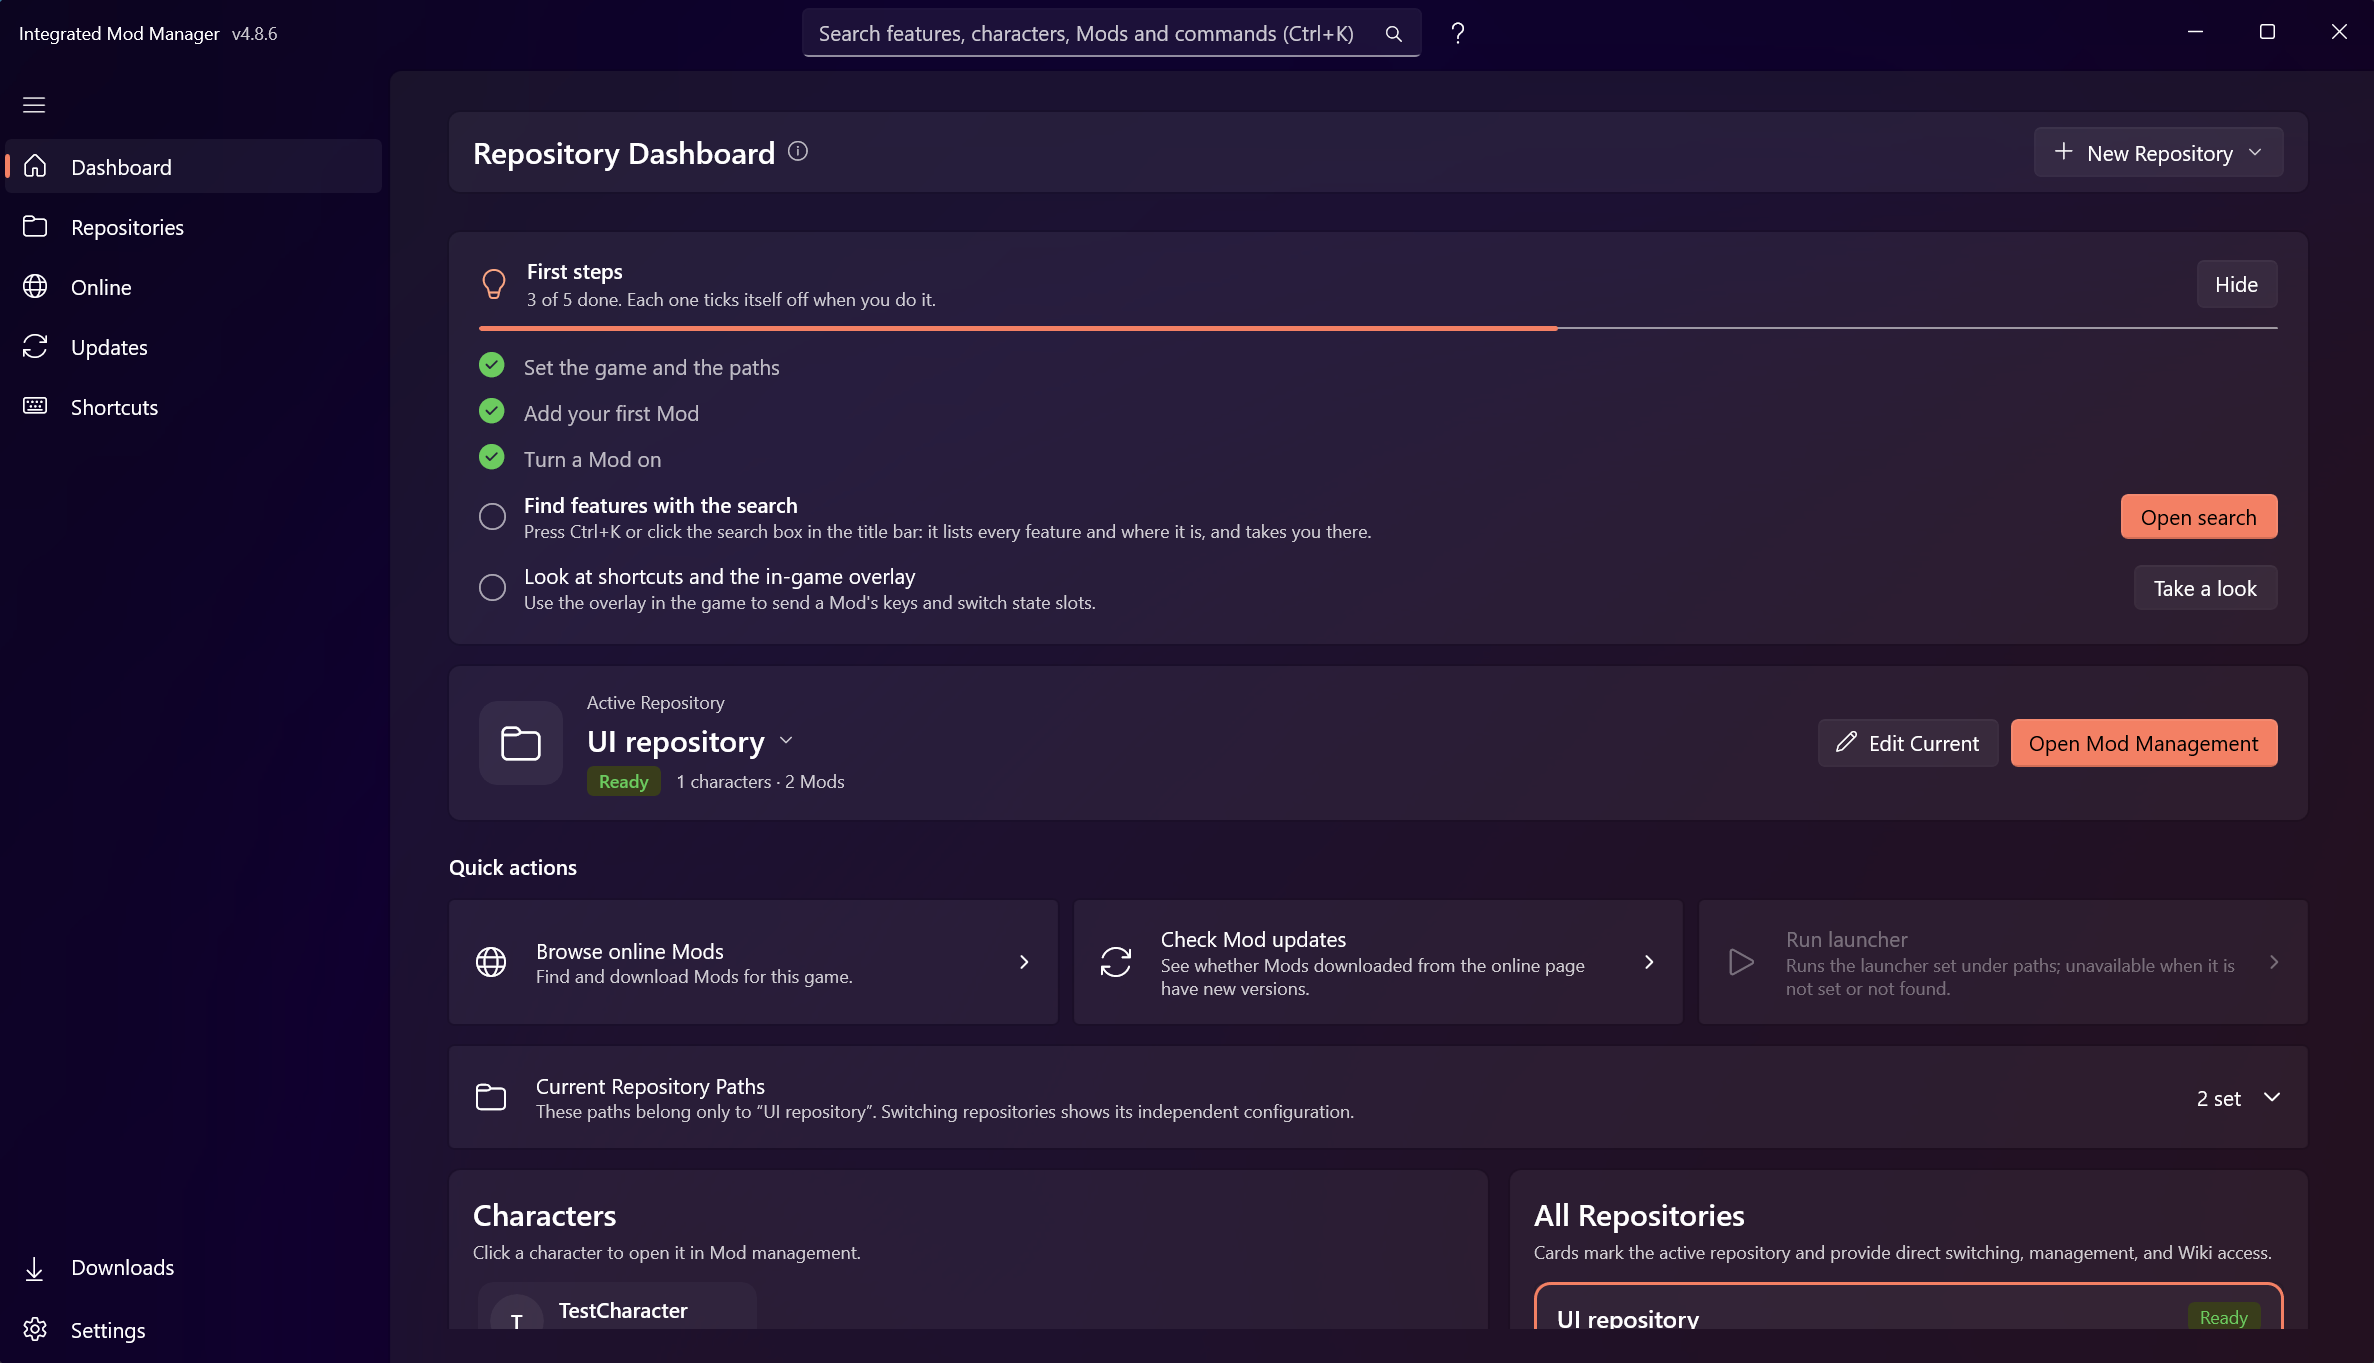 Integrated Mod Manager v4.8.6
Search features, characters, Mods and commands (Ctrl+K)
Dashboard
Repositories
Online
Updates
Shortcuts
Downloads
Settings
Repository Dashboard
New Repository
First steps
3 of 5 done. Each one ticks itself off when you do it.
Hide
Set the game and the paths
Add your first Mod
Turn a Mod on
Find features with the search
Press Ctrl+K or click the search box in the title bar: it lists every feature and where it is, and takes you there.
Open search
Look at shortcuts and the in-game overlay
Use the overlay in the game to send a Mod's keys and switch state slots.
Take a look
Active Repository
UI repository
Ready 1 characters · 2 Mods
Edit Current
Open Mod Management
Quick actions
Browse online Mods
Find and download Mods for this game.
Check Mod updates
See whether Mods downloaded from the online page
have new versions.
Run launcher
Runs the launcher set under paths; unavailable when it is
not set or not found.
Current Repository Paths
These paths belong only to “UI repository”. Switching repositories shows its independent configuration.
2 set
Characters
Click a character to open it in Mod management.
T
TestCharacter
All Repositories
Cards mark the active repository and provide direct switching, management, and Wiki access.
UI repository
Ready